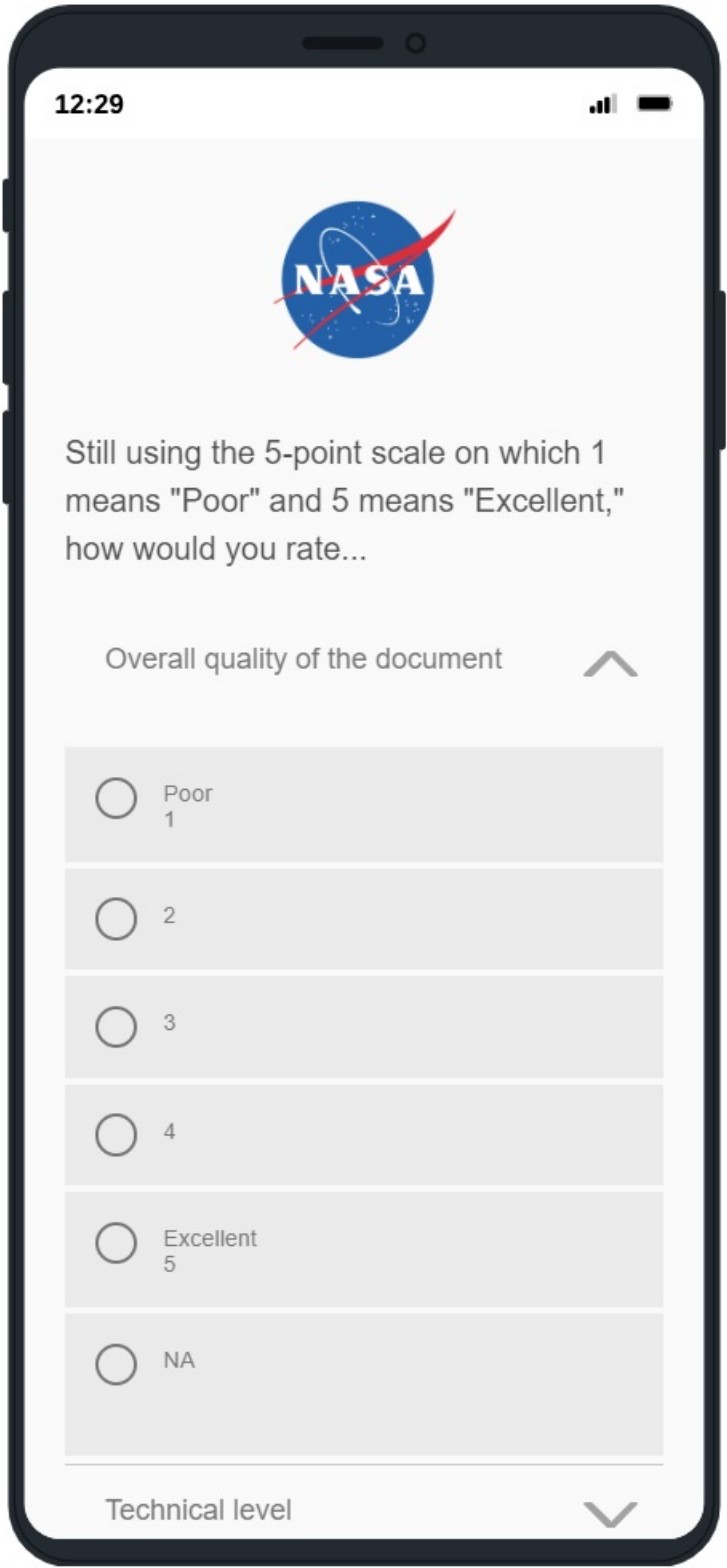 12:29
NASA
Still using the 5-point scale on which 1
means "Poor" and 5 means "Excellent,"
how would you rate...
Overall quality of the document
Poor
1
2
3
4
Excellent
5
NA
Technical level